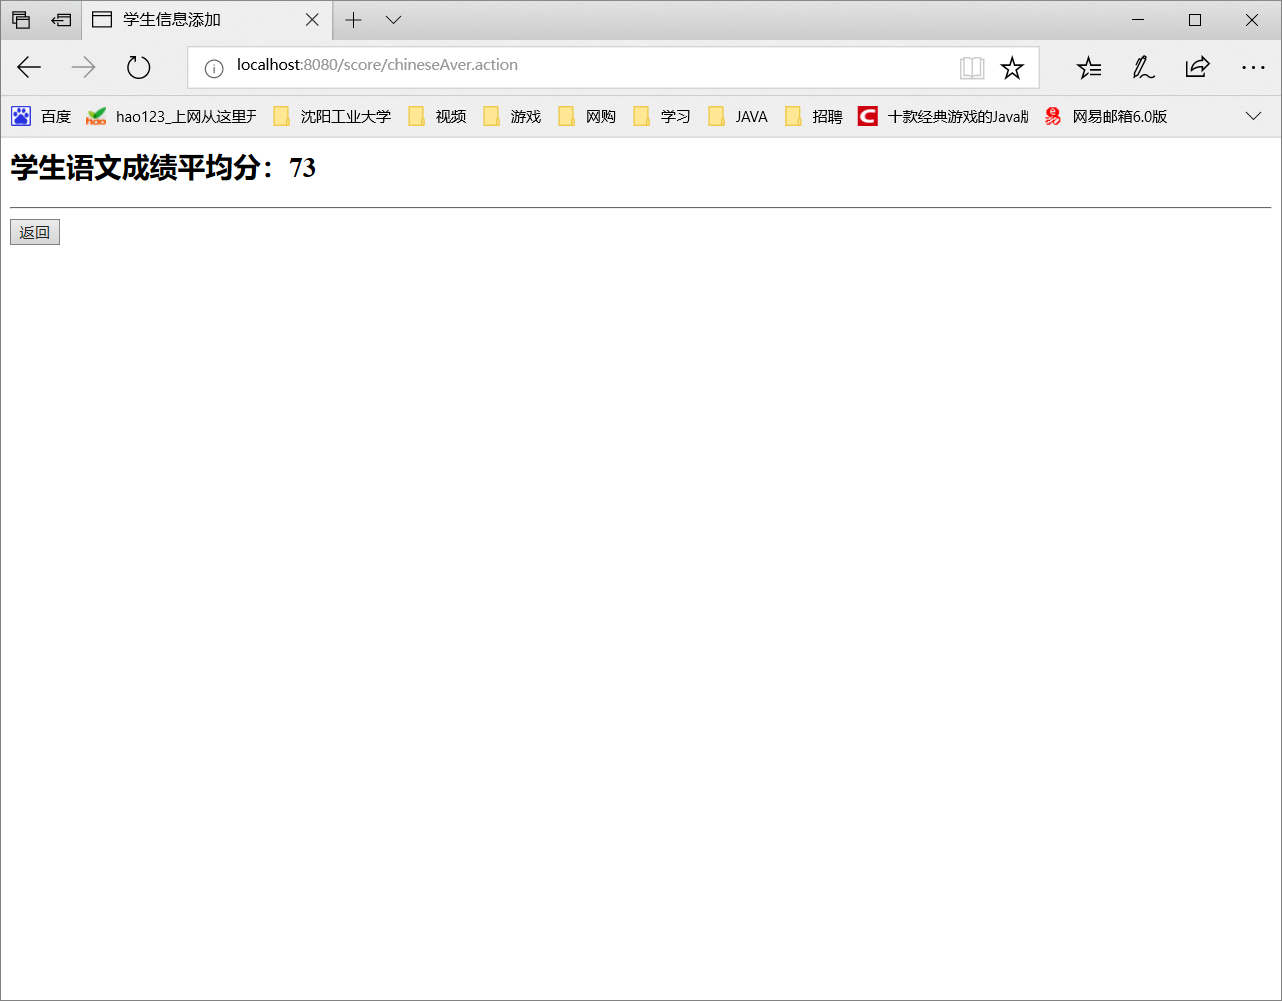 学生信息添加
localhost:8080/score/chineseAver.action
百度 hao123_上网从这里开 沈阳工业大学 视频 游戏 网购 学习 JAVA 招聘 十款经典游戏的Java版 网易邮箱6.0版
学生语文成绩平均分：73
返回